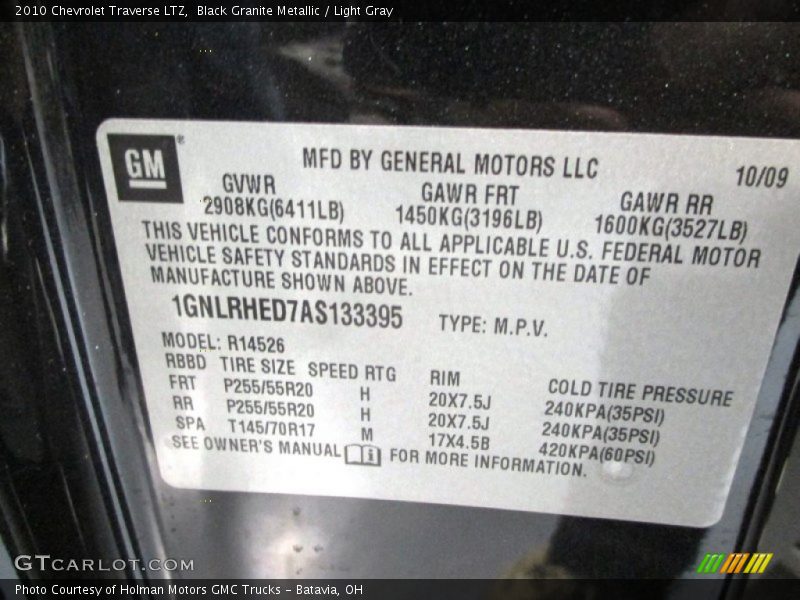 2010 Chevrolet Traverse LTZ, Black Granite Metallic / Light Gray
GM®
MFD BY GENERAL MOTORS LLC 10/09
GVWR GAWR FRT GAWR RR
2908KG(6411LB) 1450KG(3196LB) 1600KG(3527LB)
THIS VEHICLE CONFORMS TO ALL APPLICABLE U.S. FEDERAL MOTOR
VEHICLE SAFETY STANDARDS IN EFFECT ON THE DATE OF
MANUFACTURE SHOWN ABOVE.
1GNLRHED7AS133395 TYPE: M.P.V.
MODEL: R14526
RBBD TIRE SIZE SPEED RTG RIM COLD TIRE PRESSURE
FRT P255/55R20 H 20X7.5J 240KPA(35PSI)
RR P255/55R20 H 20X7.5J 240KPA(35PSI)
SPA T145/70R17 M 17X4.5B 420KPA(60PSI)
SEE OWNER'S MANUAL FOR MORE INFORMATION.
GTCARLOT.COM
Photo Courtesy of Holman Motors GMC Trucks – Batavia, OH